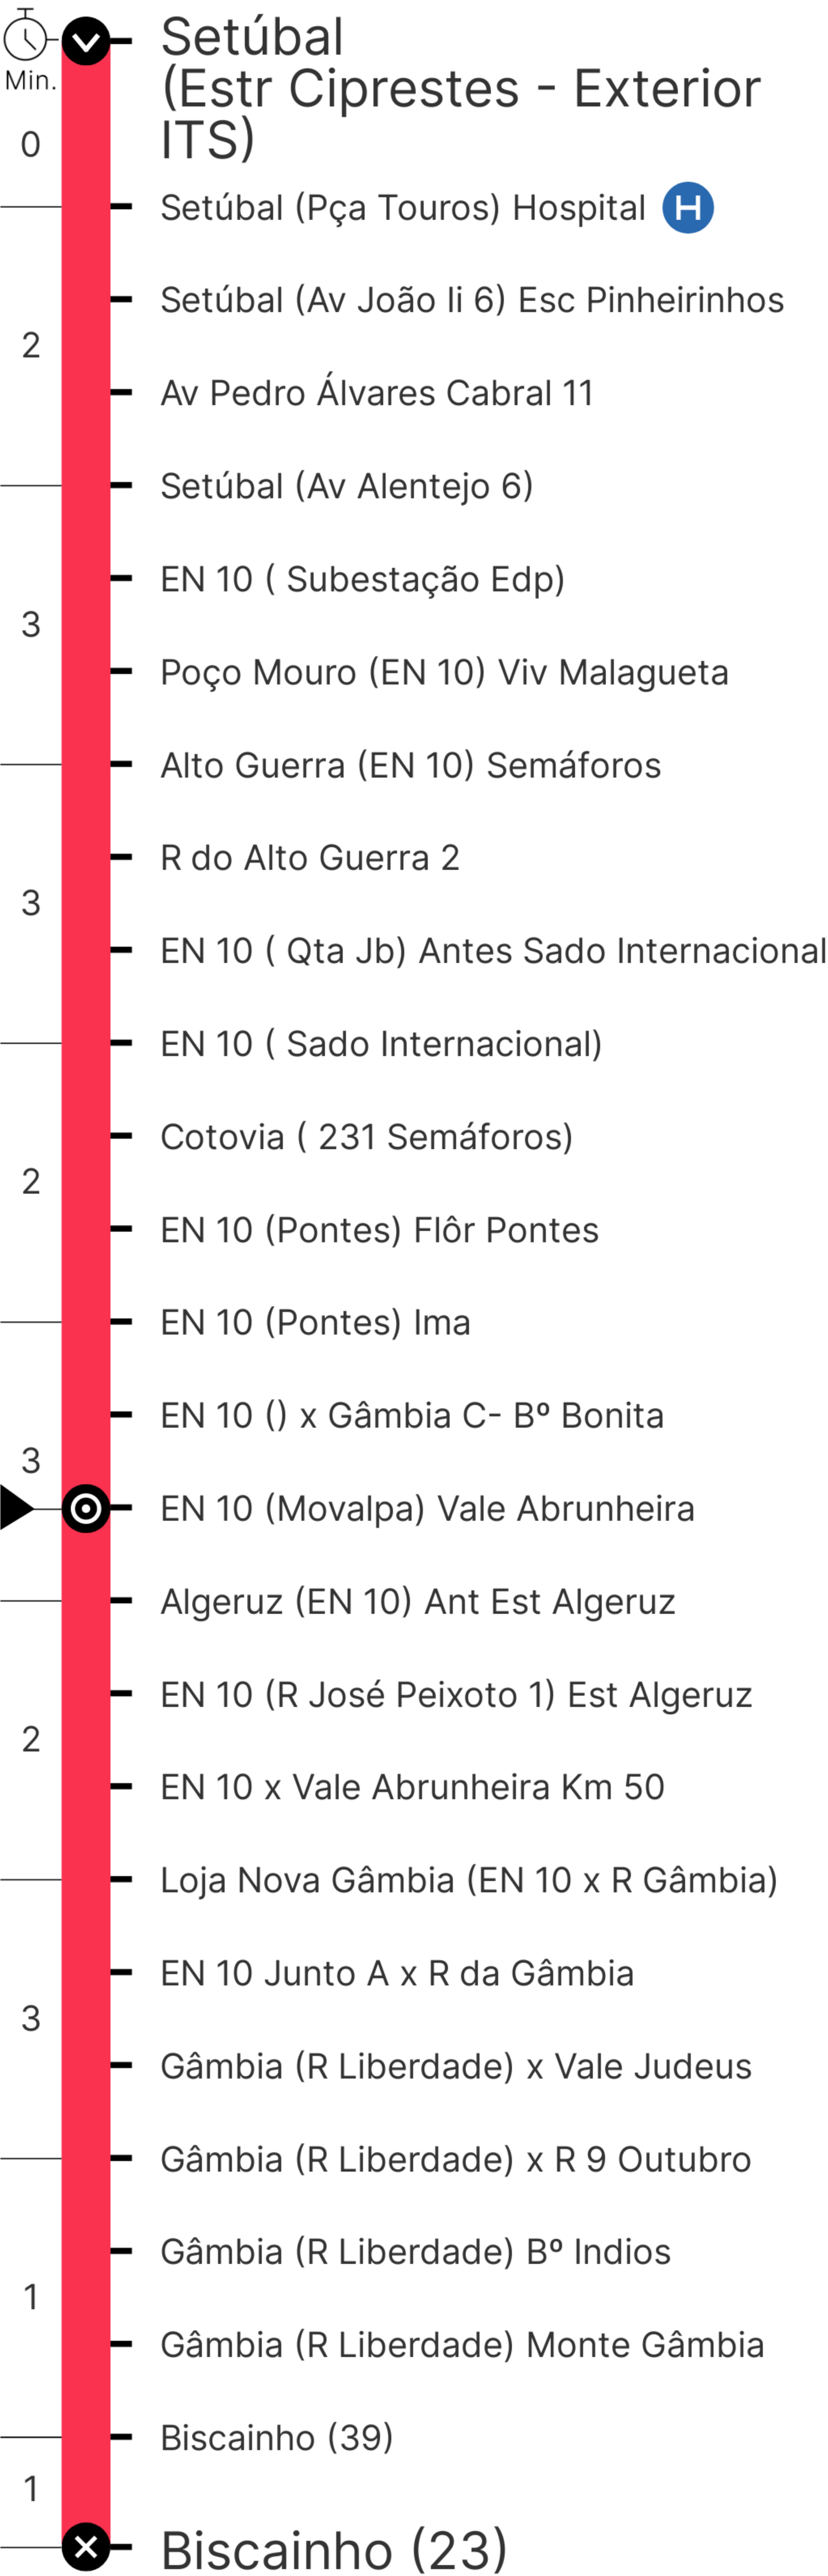 Setúbal
(Estr Ciprestes - Exterior
ITS)
Min.
0
Setúbal (Pça Touros) Hospital H
Setúbal (Av João Ii 6) Esc Pinheirinhos
2
Av Pedro Álvares Cabral 11
Setúbal (Av Alentejo 6)
EN 10 ( Subestação Edp)
3
Poço Mouro (EN 10) Viv Malagueta
Alto Guerra (EN 10) Semáforos
R do Alto Guerra 2
3
EN 10 ( Qta Jb) Antes Sado Internacional
EN 10 ( Sado Internacional)
Cotovia ( 231 Semáforos)
2
EN 10 (Pontes) Flôr Pontes
EN 10 (Pontes) Ima
EN 10 () x Gâmbia C- Bº Bonita
3
EN 10 (Movalpa) Vale Abrunheira
Algeruz (EN 10) Ant Est Algeruz
EN 10 (R José Peixoto 1) Est Algeruz
2
EN 10 x Vale Abrunheira Km 50
Loja Nova Gâmbia (EN 10 x R Gâmbia)
EN 10 Junto A x R da Gâmbia
3
Gâmbia (R Liberdade) x Vale Judeus
Gâmbia (R Liberdade) x R 9 Outubro
Gâmbia (R Liberdade) Bº Indios
1
Gâmbia (R Liberdade) Monte Gâmbia
Biscainho (39)
1
Biscainho (23)